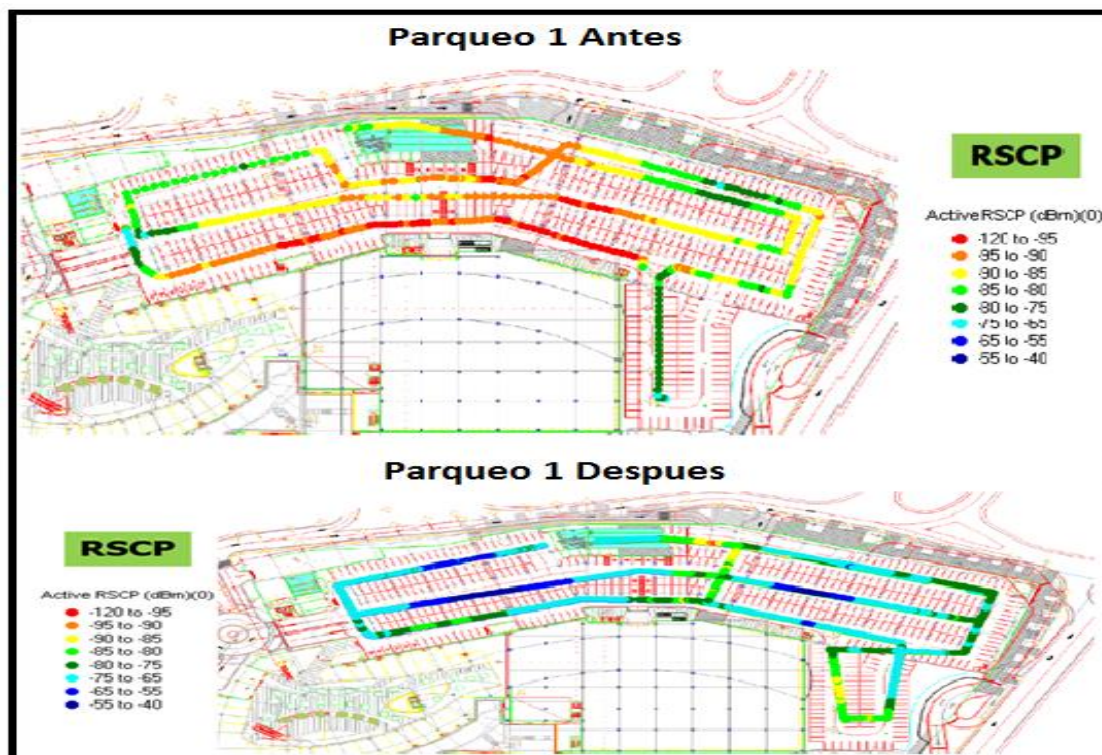 Parqueo 1 Antes
RSCP
Active RSCP (dBm)(0)
-120 to -95
-95 to -90
-90 to -85
-85 to -80
-80 to -75
-75 to -65
-65 to -55
-55 to -40
Parqueo 1 Despues
RSCP
Active RSCP (dBm)(0)
-120 to -95
-95 to -90
-90 to -85
-85 to -80
-80 to -75
-75 to -65
-65 to -55
-55 to -40